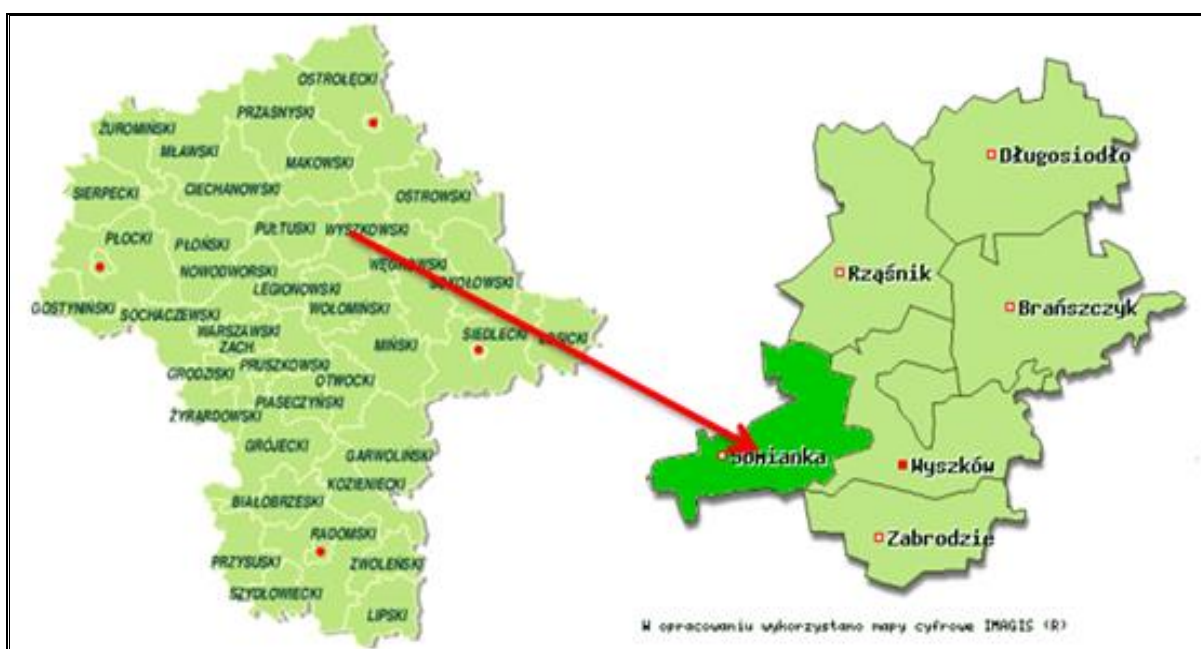 OSTROŁĘCKI
PRZASNYSKI
ŻUROMIŃSKI
MŁAWSKI
MAKOWSKI
SIERPECKI
CIECHANOWSKI
OSTROWSKI
PŁOCKI
PŁOŃSKI
PUŁTUSKI
WYSZKOWSKI
NOWODWORSKI
WĘGROWSKI
LEGIONOWSKI
SOKOŁOWSKI
GOSTYNIŃSKI
SOCHACZEWSKI
WOŁOMIŃSKI
WARSZAWSKI
ZACH.
MIŃSKI
SIEDLECKI
ŁOSICKI
GRODZISKI
PRUSZKOWSKI
OTWOCKI
PIASECZYŃSKI
ŻYRARDOWSKI
GRÓJECKI
GARWOLIŃSKI
KOZIENICKI
BIAŁOBRZESKI
RADOMSKI
PRZYSUSKI
ZWOLEŃSKI
SZYDŁOWIECKI
LIPSKI
Długosiodło
Rząśnik
Brańszczyk
Somianka
Wyszków
Zabrodzie
W opracowaniu wykorzystano mapy cyfrowe IMAGIS (R)